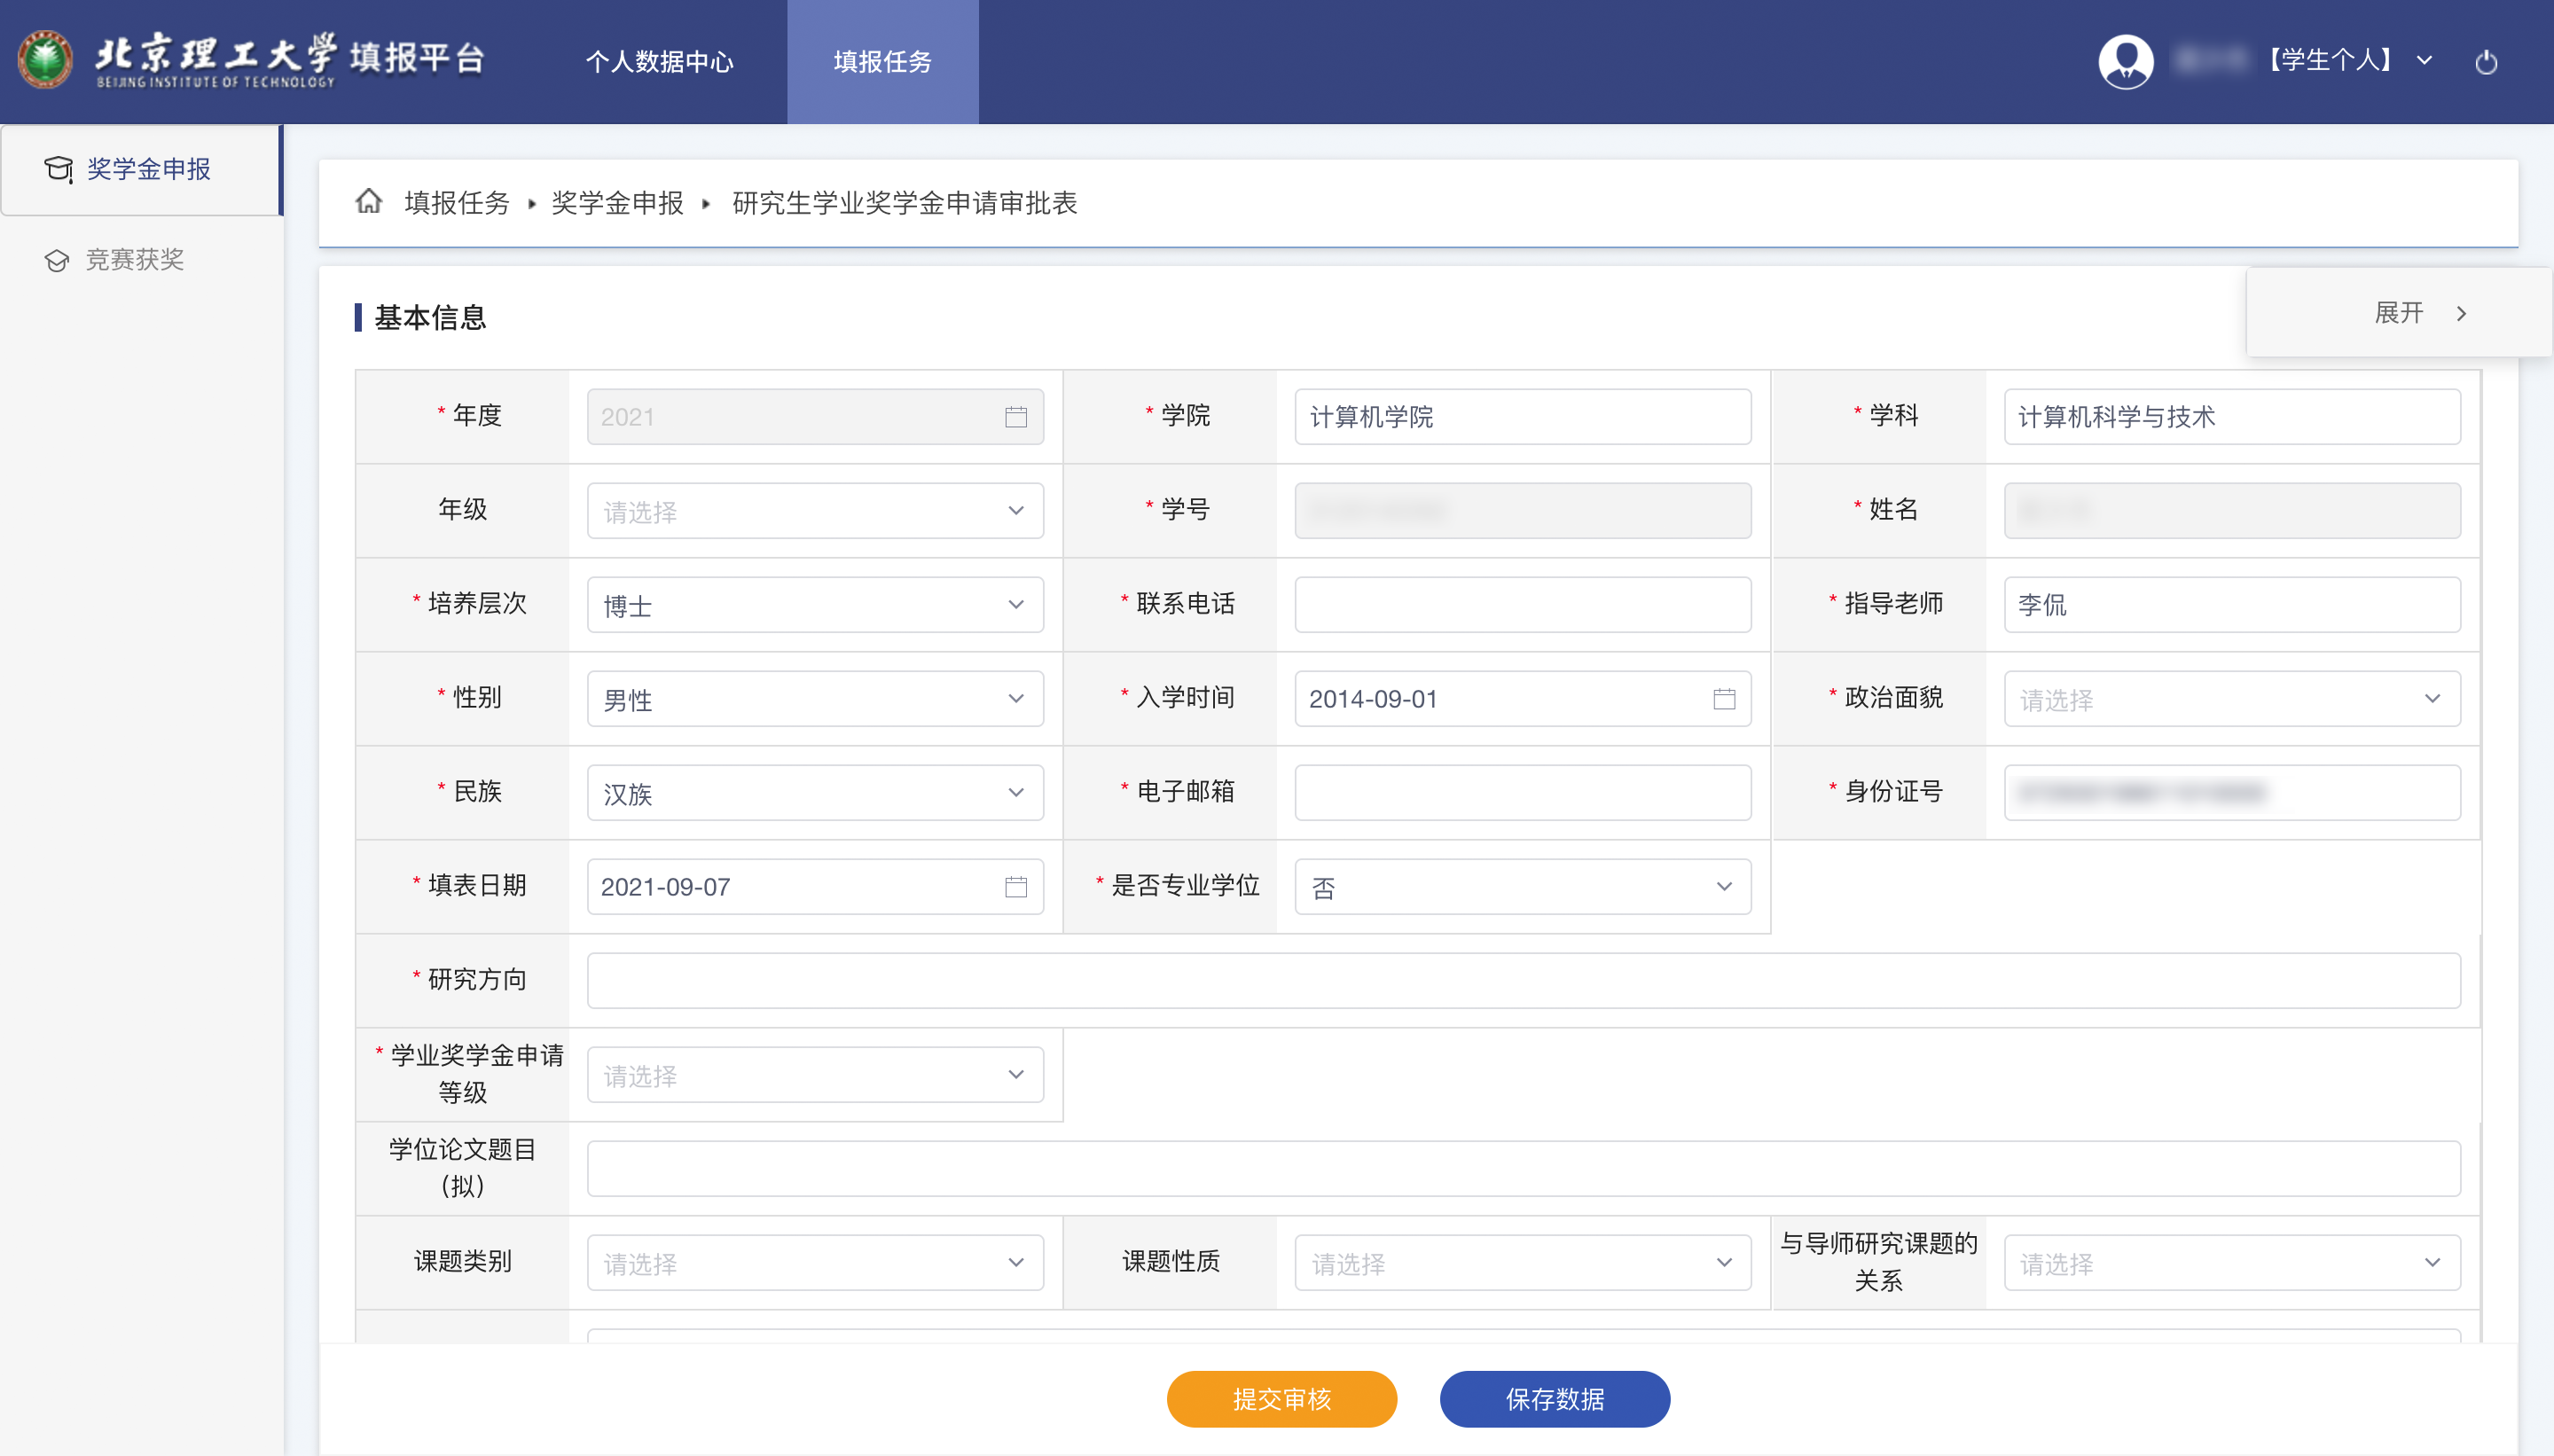 北京理工大学 填报平台
BEIJING INSTITUTE OF TECHNOLOGY
个人数据中心
填报任务
【学生个人】
奖学金申报
竞赛获奖
填报任务 奖学金申报 研究生学业奖学金申请审批表
基本信息
展开
* 年度 2021 * 学院 计算机学院 * 学科 计算机科学与技术
年级 请选择 * 学号 * 姓名
* 培养层次 博士 * 联系电话 * 指导老师 李侃
* 性别 男性 * 入学时间 2014-09-01 * 政治面貌 请选择
* 民族 汉族 * 电子邮箱 * 身份证号
* 填表日期 2021-09-07 * 是否专业学位 否
* 研究方向
* 学业奖学金申请
等级
请选择
学位论文题目
(拟)
课题类别 请选择 课题性质 请选择
与导师研究课题的
关系
请选择
提交审核
保存数据